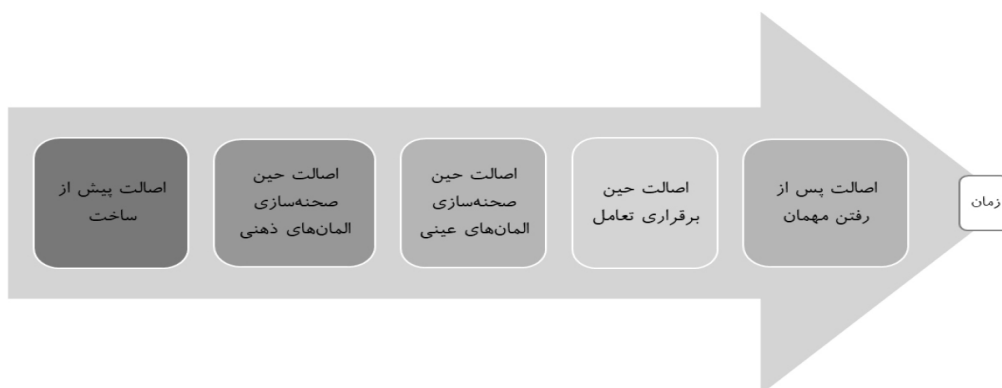 اصالت پیش از
ساخت
اصالت حین
صحنه‌سازی
المان‌های ذهنی
اصالت حین
صحنه‌سازی
المان‌های عینی
اصالت حین
برقراری تعامل
اصالت پس از
رفتن مهمان
زمان